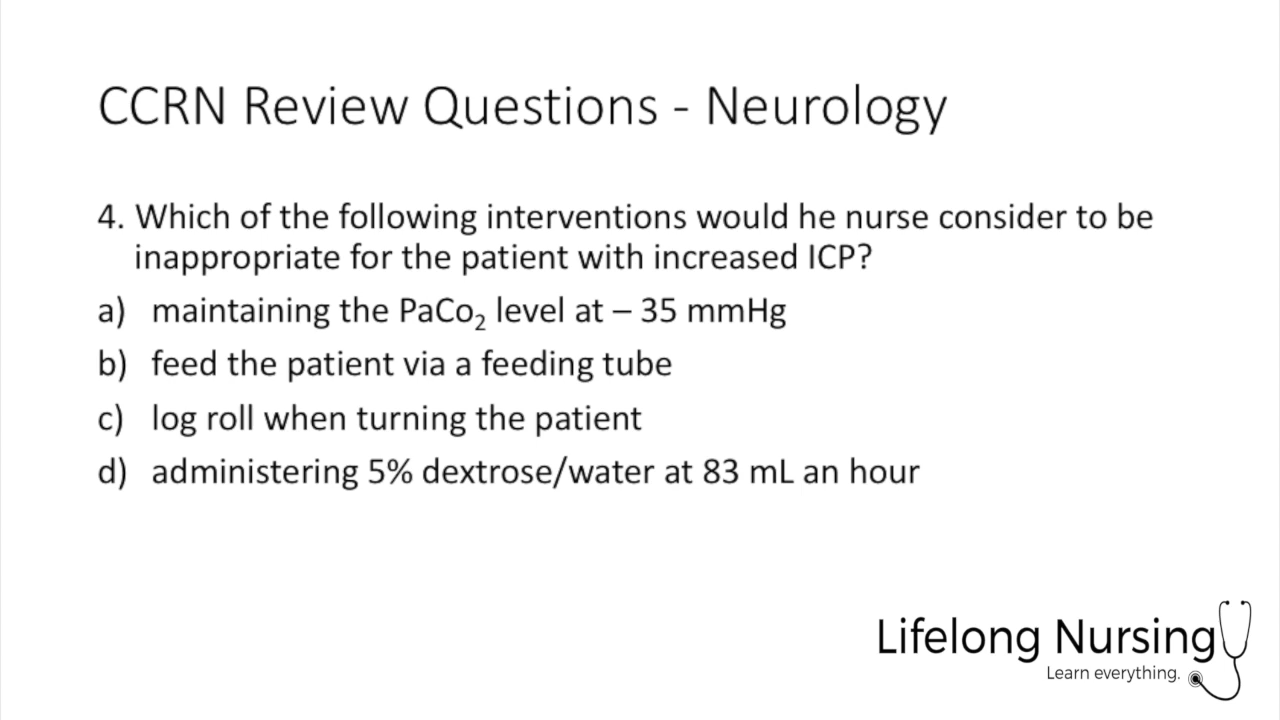 CCRN Review Questions - Neurology
4. Which of the following interventions would he nurse consider to be
inappropriate for the patient with increased ICP?
a) maintaining the PaCo₂ level at – 35 mmHg
b) feed the patient via a feeding tube
c) log roll when turning the patient
d) administering 5% dextrose/water at 83 mL an hour
Lifelong Nursing
Learn everything.